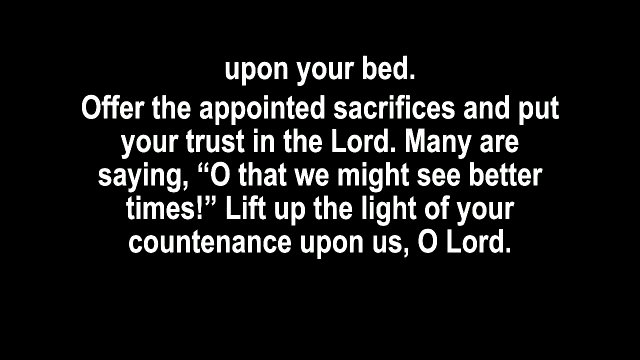 upon your bed.
Offer the appointed sacrifices and put
your trust in the Lord. Many are
saying, “O that we might see better
times!” Lift up the light of your
countenance upon us, O Lord.